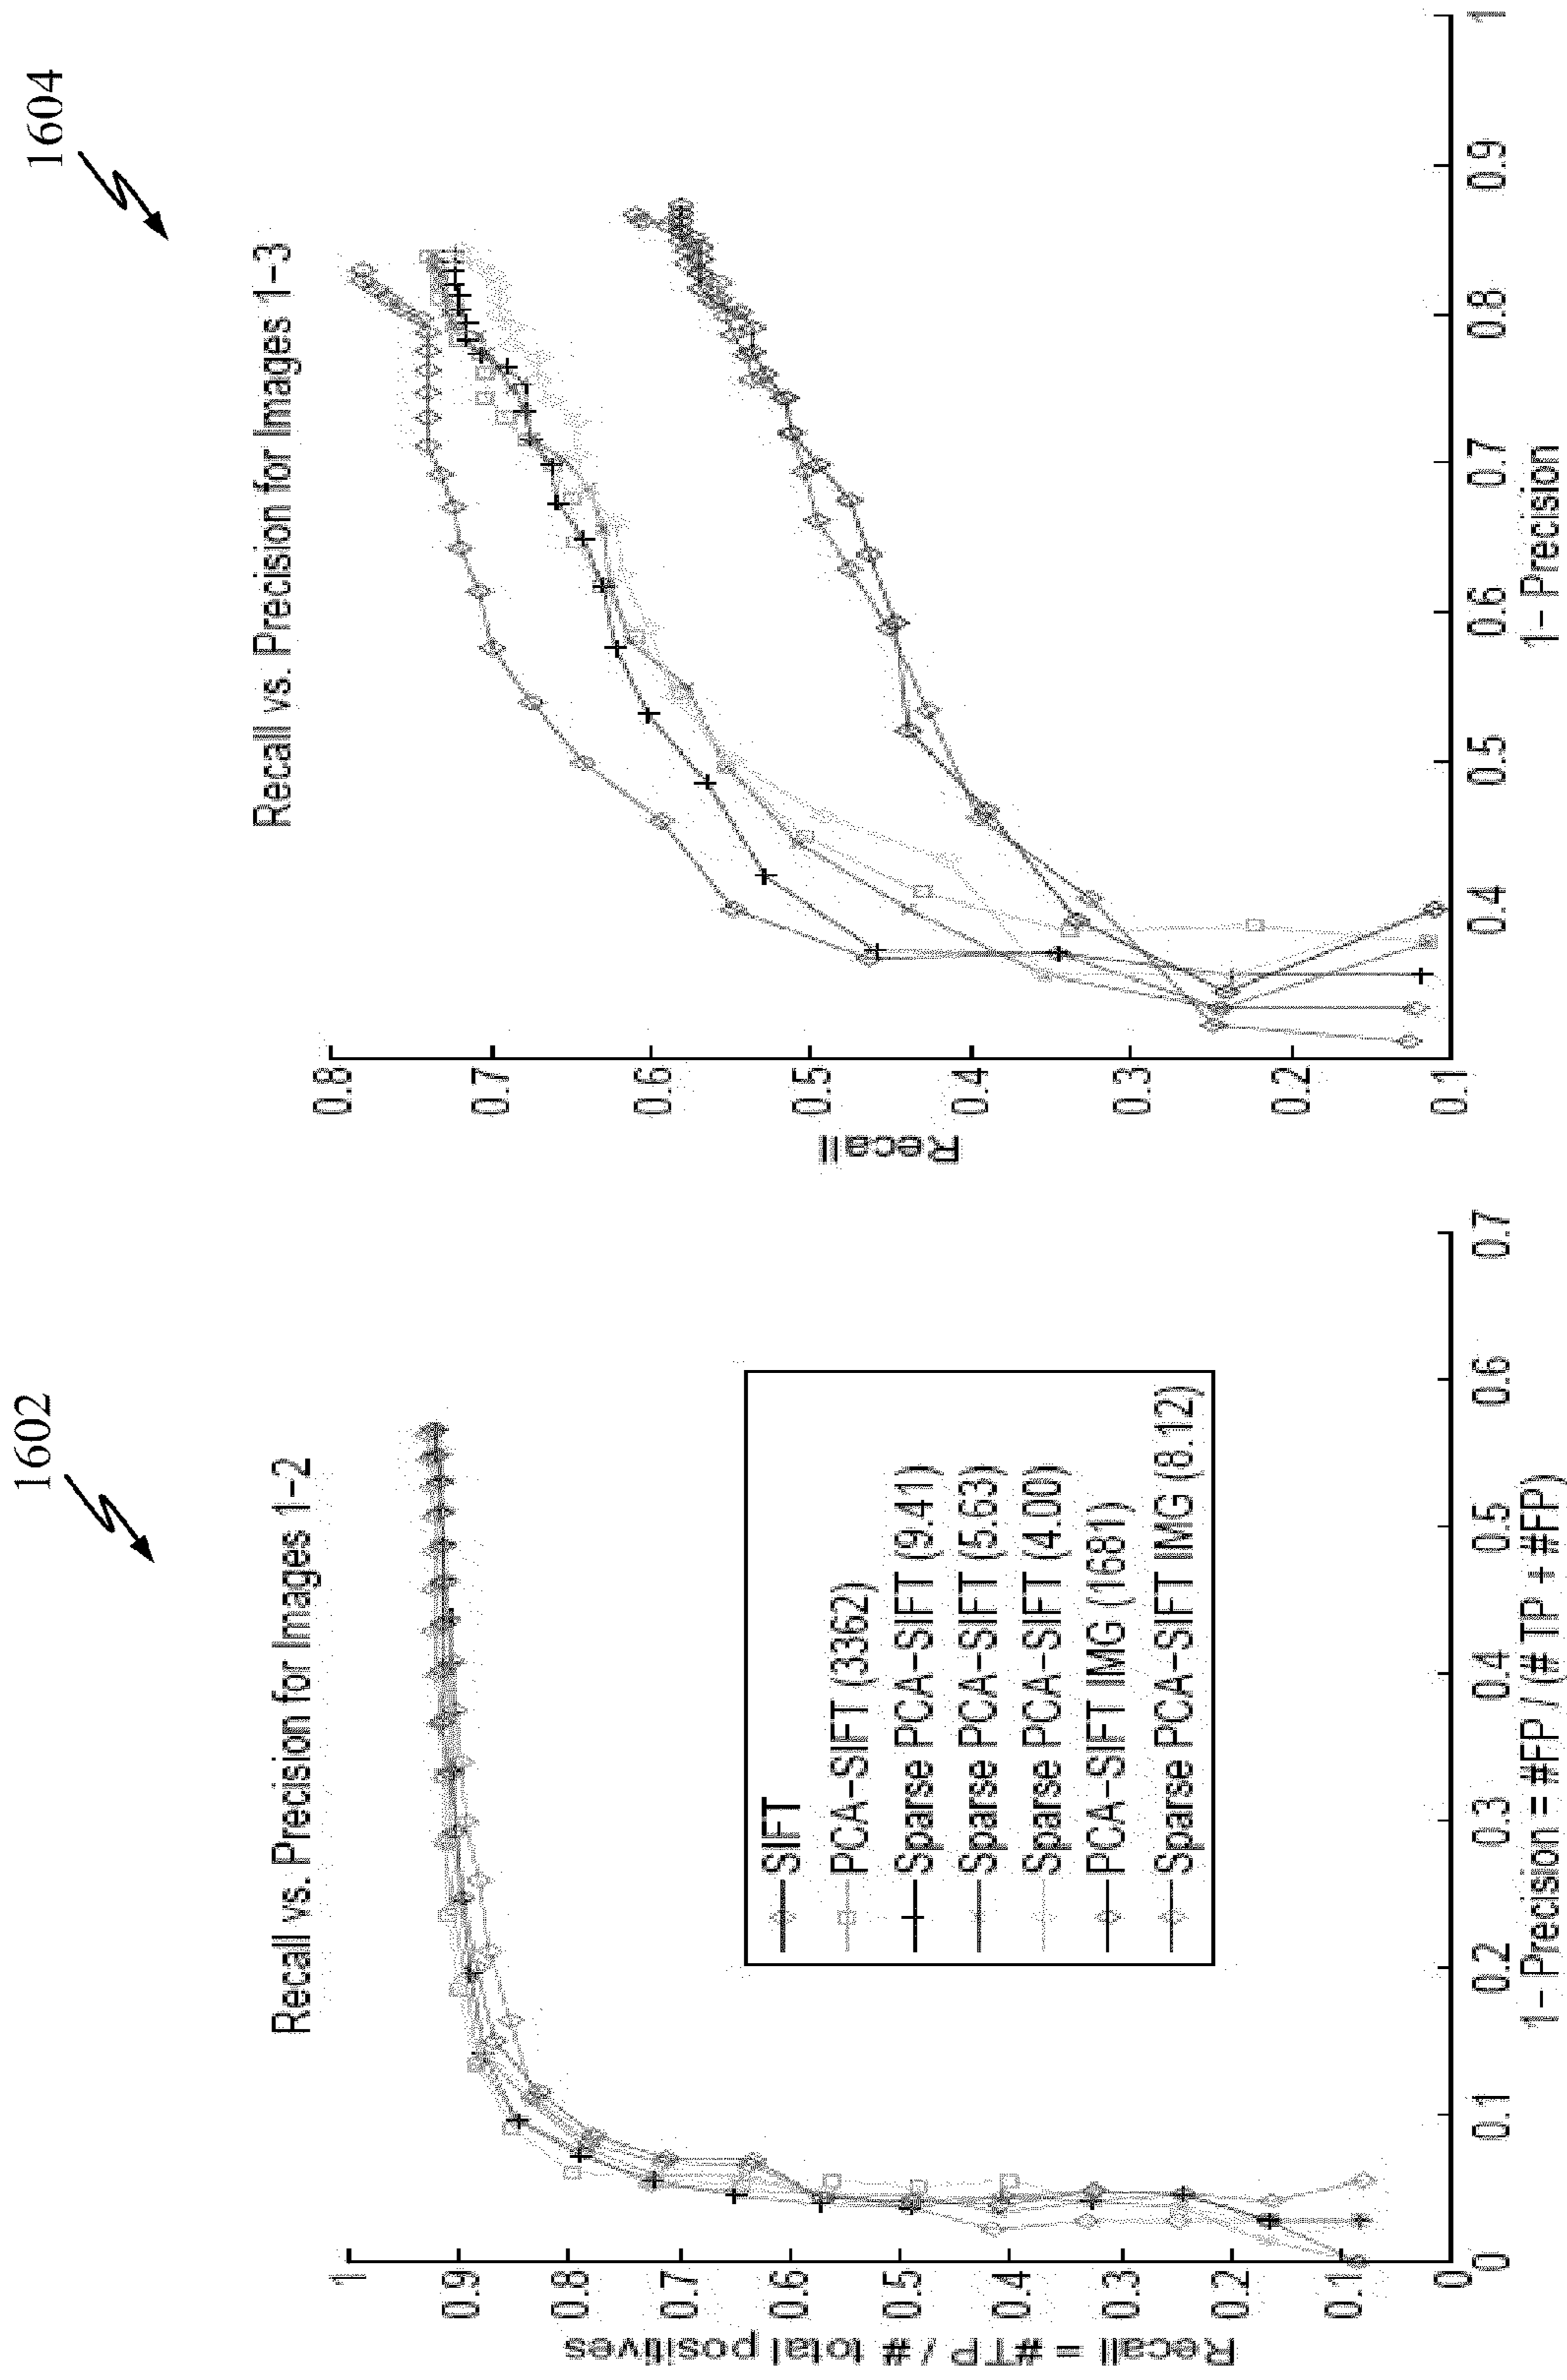 1602
Recall vs. Precision for Images 1-2
Recall = #TP / # Total positives
1
0.9
0.8
0.7
0.6
0.5
0.4
0.3
0.2
0.1
0
SIFT
PCA-SIFT (3362)
Sparse PCA-SIFT (9.41)
Sparse PCA-SIFT (5.63)
Sparse PCA-SIFT (4.00)
PCA-SIFT IMG (1681)
Sparse PCA-SIFT IMG (8.12)
0 0.1 0.2 0.3 0.4 0.5 0.6 0.7
1- Precision = #FP / (# TP + #FP)
1604
Recall vs. Precision for Images 1-3
Recall
0.8
0.7
0.6
0.5
0.4
0.3
0.2
0.1
0.4 0.5 0.6 0.7 0.8 0.9 1
1- Precision